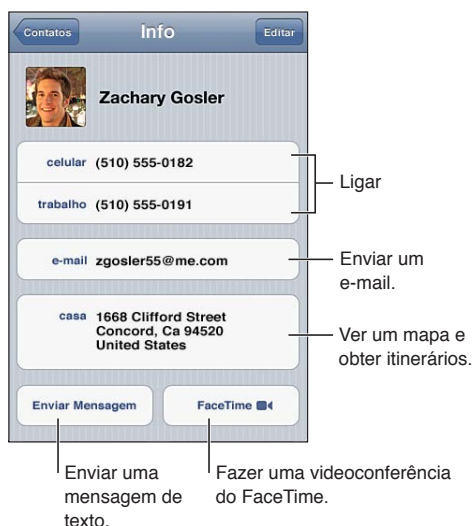 Contatos Info Editar
Zachary Gosler
celular (510) 555-0182
trabalho (510) 555-0191
Ligar
e-mail zgosler55@me.com
Enviar um
e-mail.
casa 1668 Clifford Street
Concord, Ca 94520
United States
Ver um mapa e
obter itinerários.
Enviar Mensagem
FaceTime
Enviar uma
mensagem de
texto.
Fazer uma videoconferência
do FaceTime.